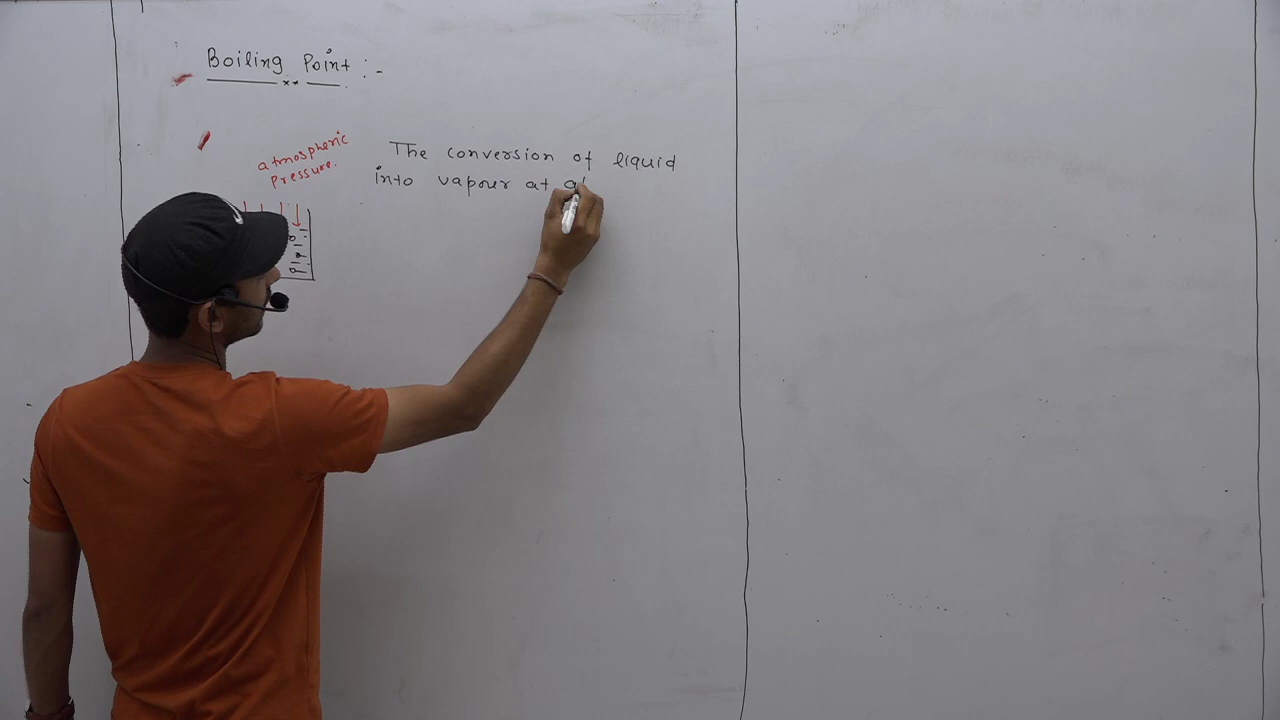 Boiling Point :-
atmospheric
Pressure.
The conversion of liquid
into vapour at